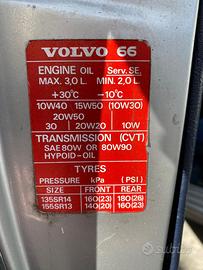 VOLVO 66
ENGINE OIL Serv. SE.
MAX. 3,0 L. MIN. 2,0 L.
+30°C -10°C
10W40 15W50 (10W30)
20W50
30 20W20 10W
TRANSMISSION (CVT)
SAE 80W OR 80W90
HYPOID-OIL
TYRES
PRESSURE kPa (PSI)
SIZE FRONT REAR
135SR14 160(23) 180(26)
155SR13 140(20) 160(23)
Subito